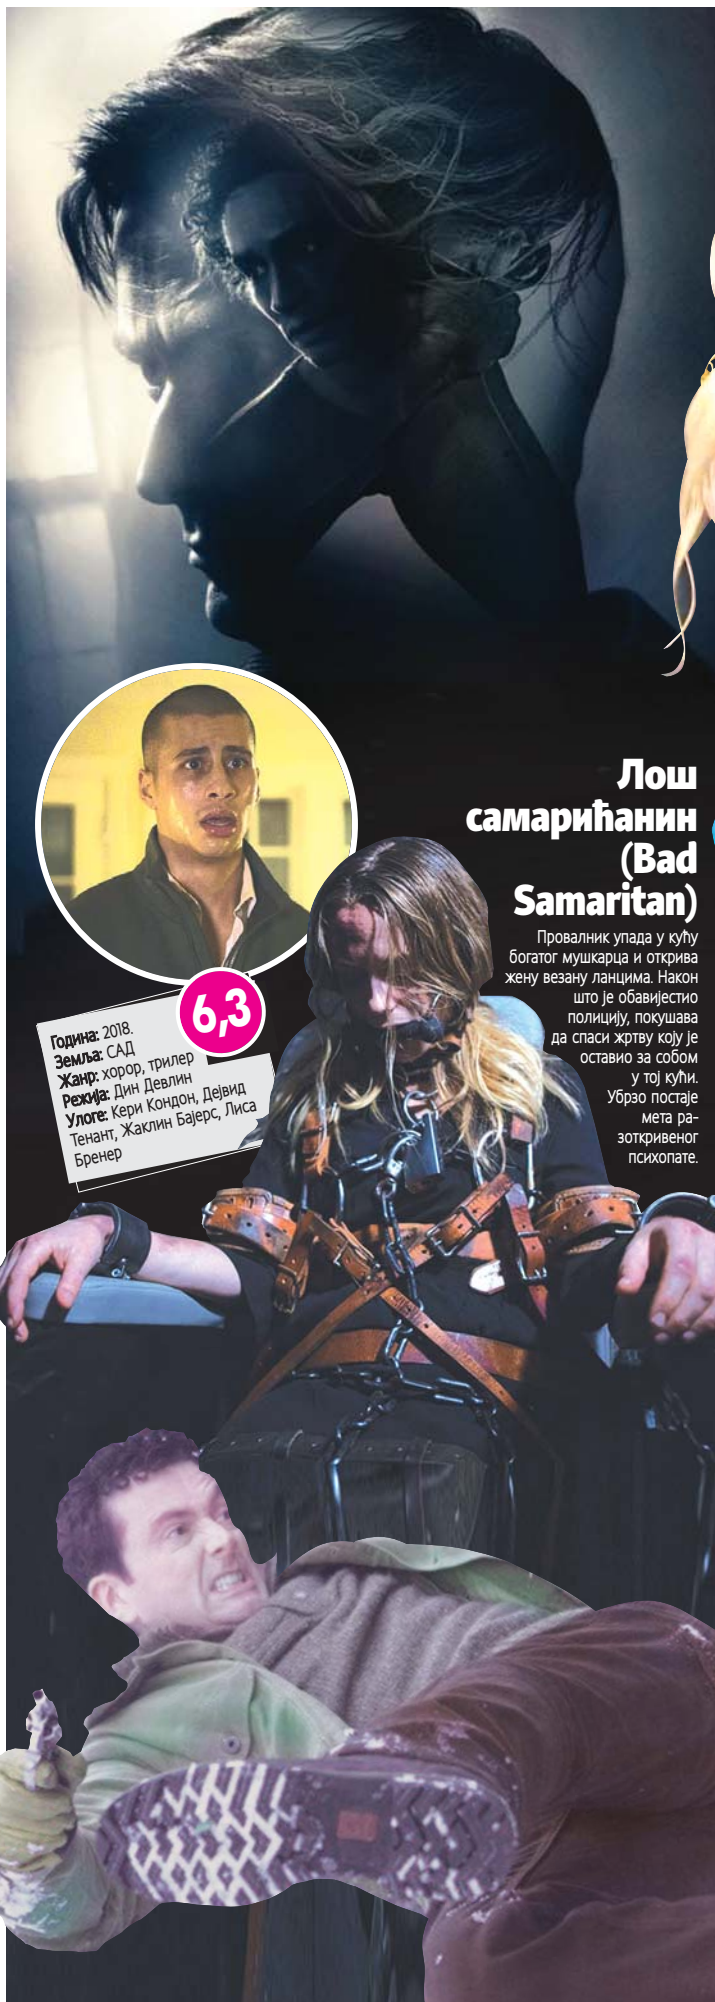 Лош
самарићанин
(Bad
Samaritan)
Провалник упада у кућу
богатог мушкарца и открива
жену везану ланцима. Након
што је обавијестио
полицију, покушава
да спаси жртву коју је
оставио за собом
у тој кући.
Убрзо постаје
мета ра-
зоткривеног
психопате.
6,3
Година: 2018.
Земља: САД
Жанр: хорор, трилер
Режија: Дин Девлин
Улоге: Кери Кондон, Дејвид
Тенант, Жаклин Бајерс, Лиса
Бренер